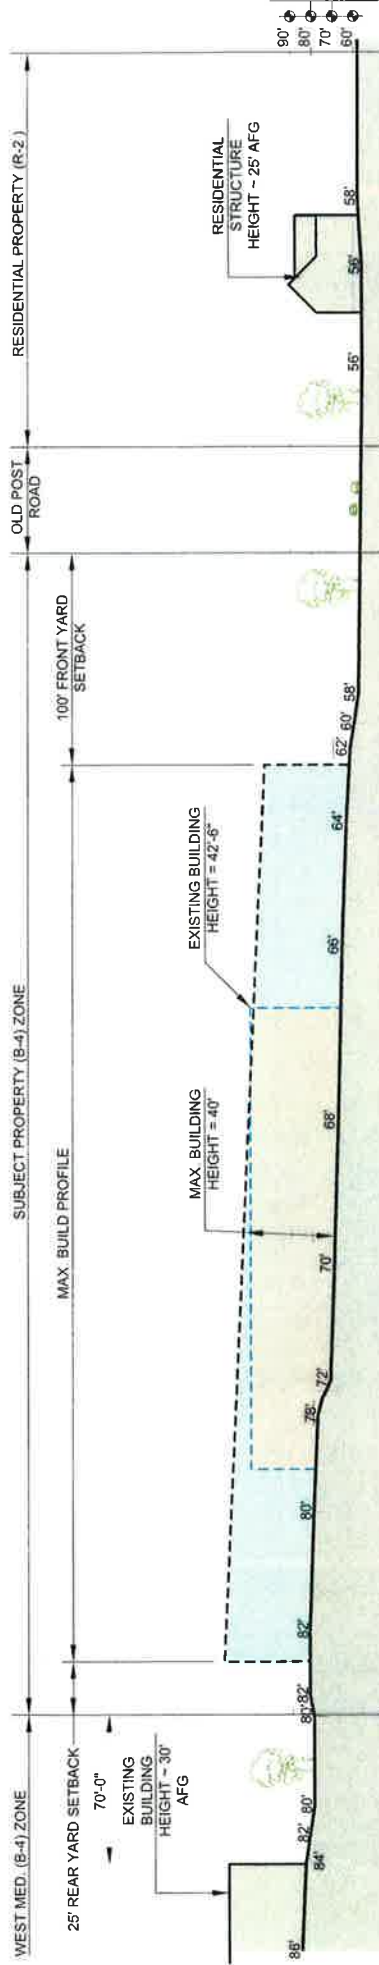 WEST MED. (B-4) ZONE
SUBJECT PROPERTY (B-4) ZONE
OLD POST
ROAD
RESIDENTIAL PROPERTY (R-2 )
25' REAR YARD SETBACK
MAX. BUILD PROFILE
100' FRONT YARD
SETBACK
70'-0"
EXISTING
BUILDING
HEIGHT ~ 30'
AFG
MAX. BUILDING
HEIGHT = 40'
EXISTING BUILDING
HEIGHT = 42'-6"
RESIDENTIAL
STRUCTURE
HEIGHT ~ 25' AFG
90'
80'
70'
60'
86'
84'
82'
80'
80'
82'
82'
80'
78'
72'
70'
68'
66'
64'
62'
60'
58'
56'
56'
58'